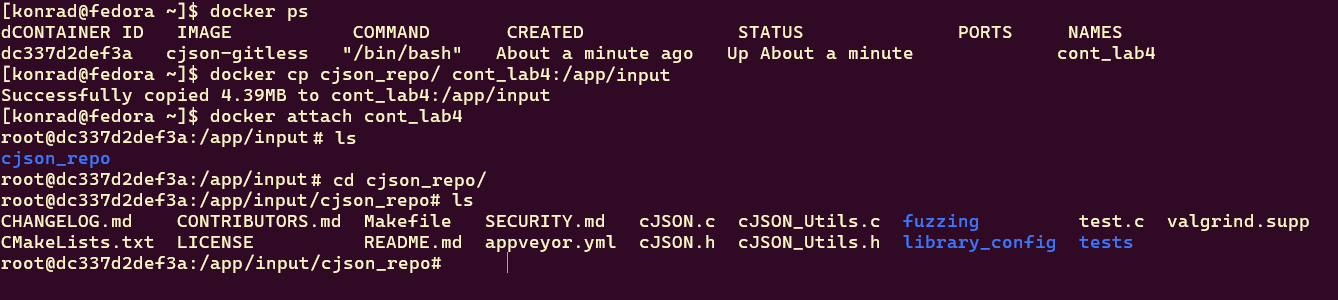 [konrad@fedora ~]$ docker ps
dCONTAINER ID   IMAGE           COMMAND       CREATED              STATUS              PORTS     NAMES
dc337d2def3a   cjson-gitless   "/bin/bash"   About a minute ago   Up About a minute             cont_lab4
[konrad@fedora ~]$ docker cp cjson_repo/ cont_lab4:/app/input
Successfully copied 4.39MB to cont_lab4:/app/input
[konrad@fedora ~]$ docker attach cont_lab4
root@dc337d2def3a:/app/input# ls
cjson_repo
root@dc337d2def3a:/app/input# cd cjson_repo/
root@dc337d2def3a:/app/input/cjson_repo# ls
CHANGELOG.md    CONTRIBUTORS.md  Makefile   SECURITY.md   cJSON.c  cJSON_Utils.c  fuzzing         test.c  valgrind.supp
CMakeLists.txt  LICENSE          README.md  appveyor.yml  cJSON.h  cJSON_Utils.h  library_config  tests
root@dc337d2def3a:/app/input/cjson_repo#